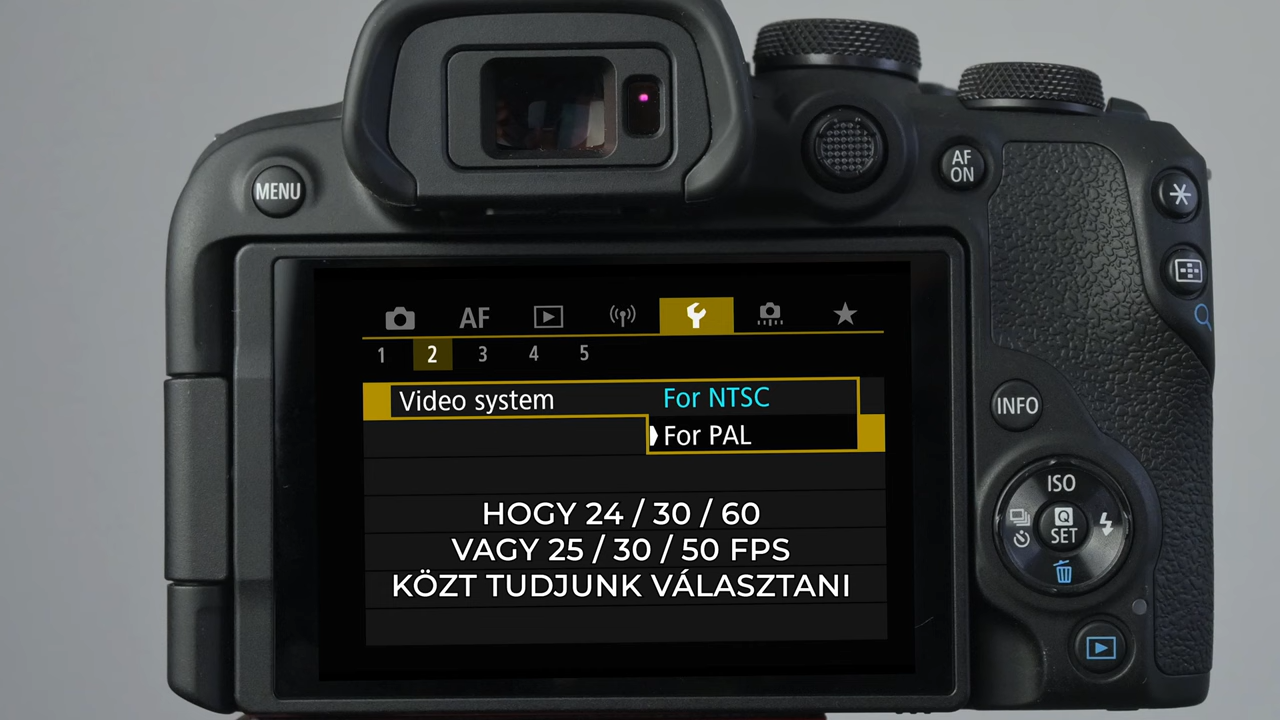 MENU
AF
ON
AF
1 2 3 4 5
Video system For NTSC
For PAL
HOGY 24 / 30 / 60
VAGY 25 / 30 / 50 FPS
KÖZT TUDJUNK VÁLASZTANI
INFO
ISO
Q
SET